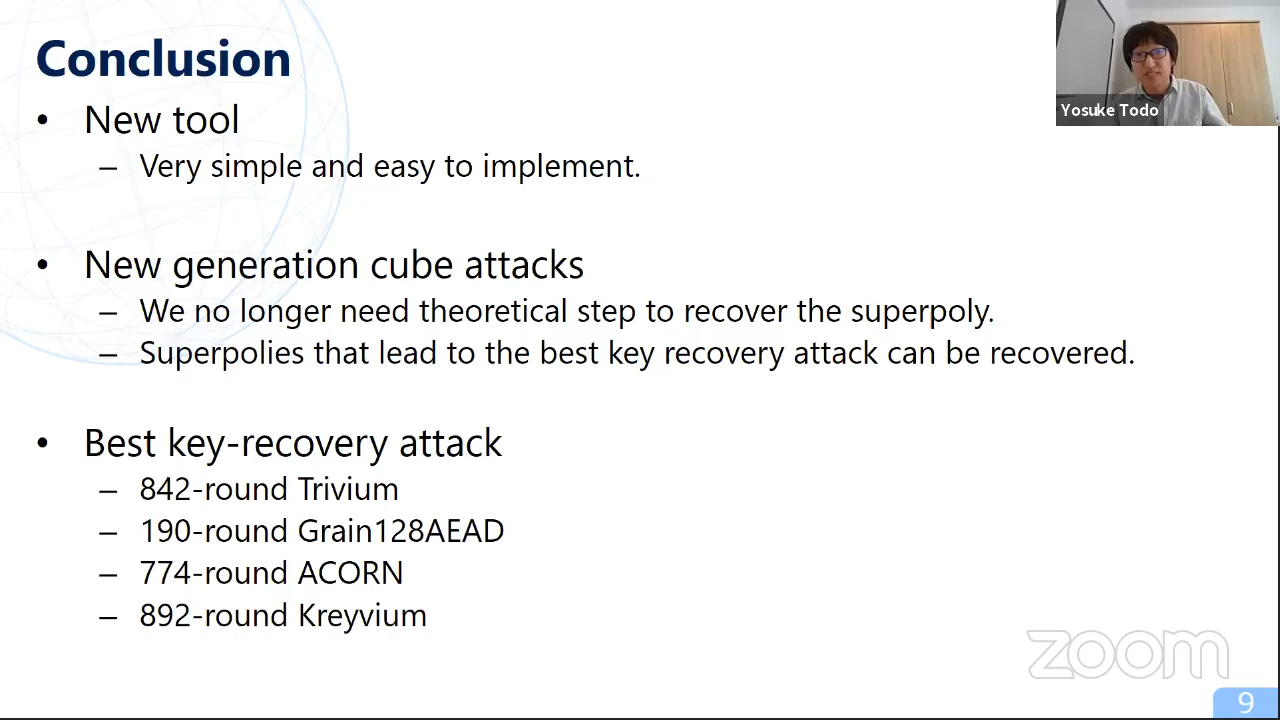 Conclusion
Yosuke Todo
• New tool
– Very simple and easy to implement.
• New generation cube attacks
– We no longer need theoretical step to recover the superpoly.
– Superpolies that lead to the best key recovery attack can be recovered.
• Best key-recovery attack
– 842-round Trivium
– 190-round Grain128AEAD
– 774-round ACORN
– 892-round Kreyvium
zoom
9